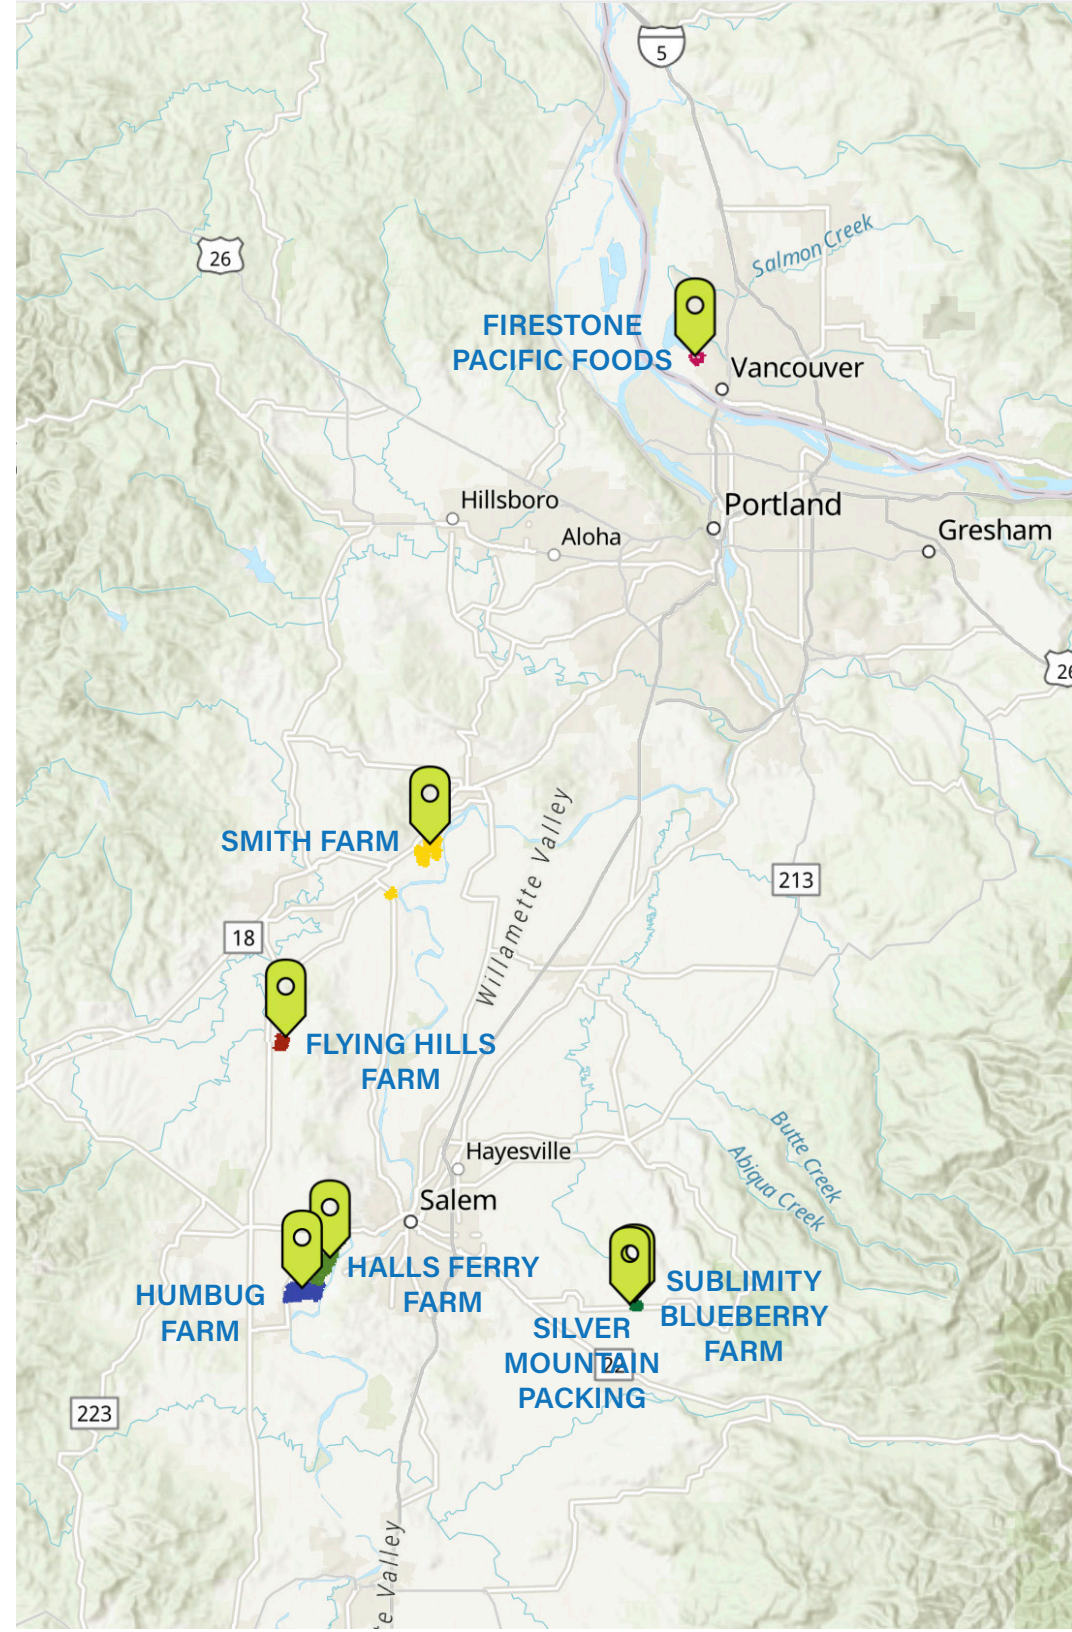 5
Salmon Creek
26
FIRESTONE
PACIFIC FOODS
Vancouver
Hillsboro
Portland
Aloha
Gresham
26
Willamette Valley
SMITH FARM
213
18
FLYING HILLS
FARM
Butte Creek
Abiqua Creek
Hayesville
Salem
HALLS FERRY
FARM
HUMBUG
FARM
SUBLIMITY
BLUEBERRY
FARM
SILVER
MOUNTAIN
PACKING
22
223
te Valley